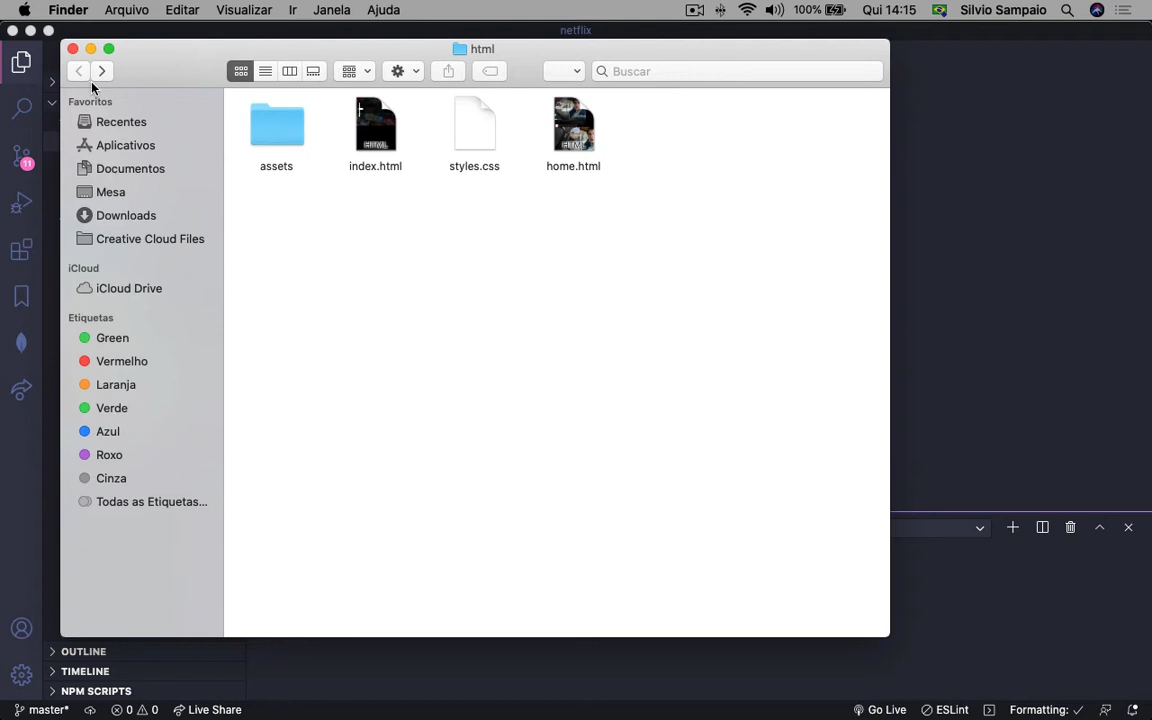 Finder Arquivo Editar Visualizar Ir Janela Ajuda 100% Qui 14:15 Silvio Sampaio
netflix
html
Buscar
Favoritos
Recentes
Aplicativos
Documentos
Mesa
Downloads
Creative Cloud Files
iCloud
iCloud Drive
Etiquetas
Green
Vermelho
Laranja
Verde
Azul
Roxo
Cinza
Todas as Etiquetas...
HTML HTML
assets index.html styles.css home.html
11
OUTLINE
TIMELINE
NPM SCRIPTS
master* 0 0 Live Share Go Live ESLint Formatting: ✓